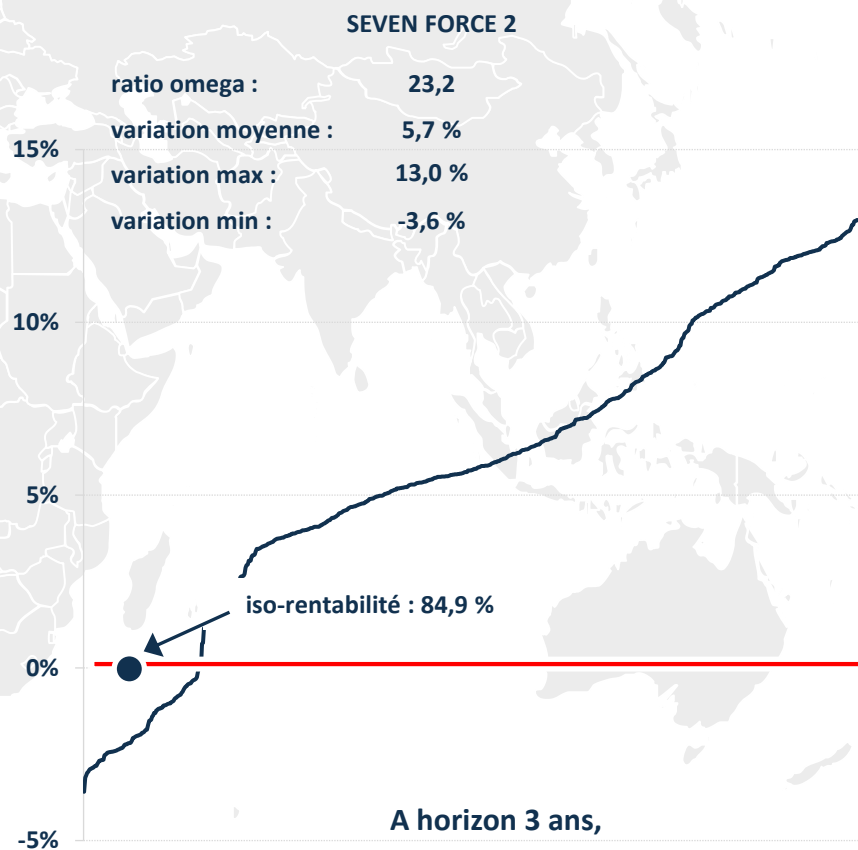 SEVEN FORCE 2
ratio omega : 23,2
variation moyenne : 5,7 %
15%
variation max : 13,0 %
variation min : -3,6 %
10%
5%
iso-rentabilité : 84,9 %
0%
A horizon 3 ans,
-5%